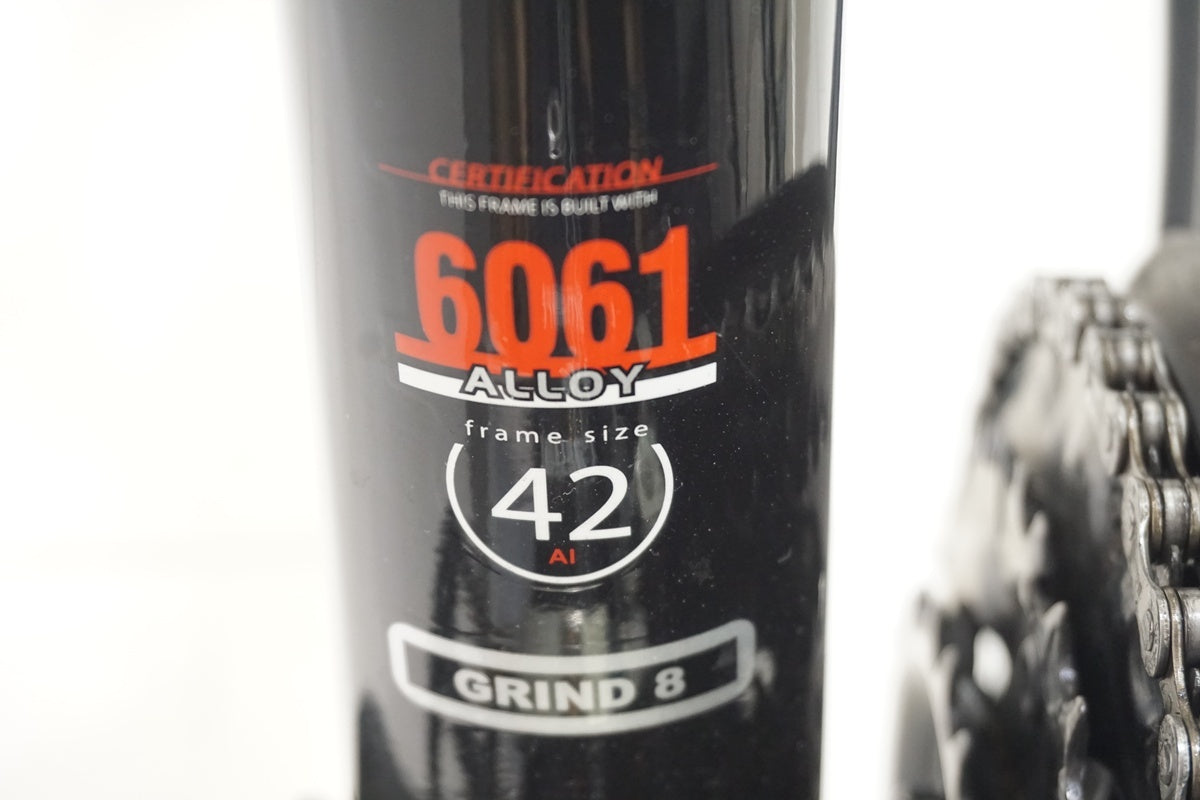 CERTIFICATION
THIS FRAME IS BUILT WITH
6061
ALLOY
frame size
42
Al
GRIND 8